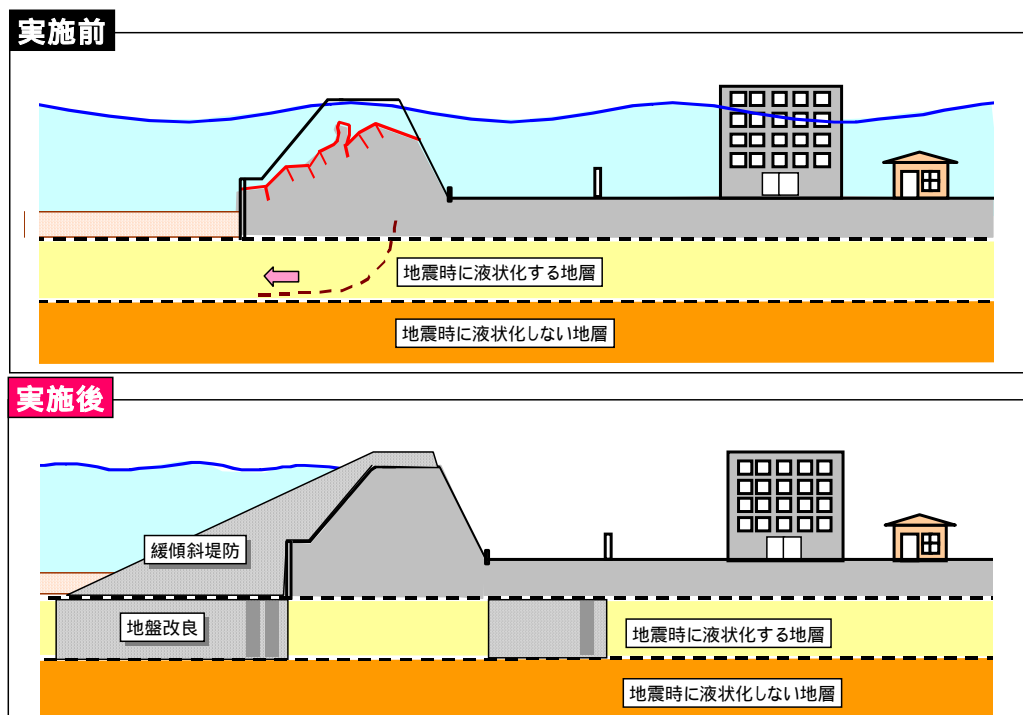 実施前
地震時に液状化する地層
地震時に液状化しない地層
実施後
緩傾斜堤防
地盤改良
地震時に液状化する地層
地震時に液状化しない地層